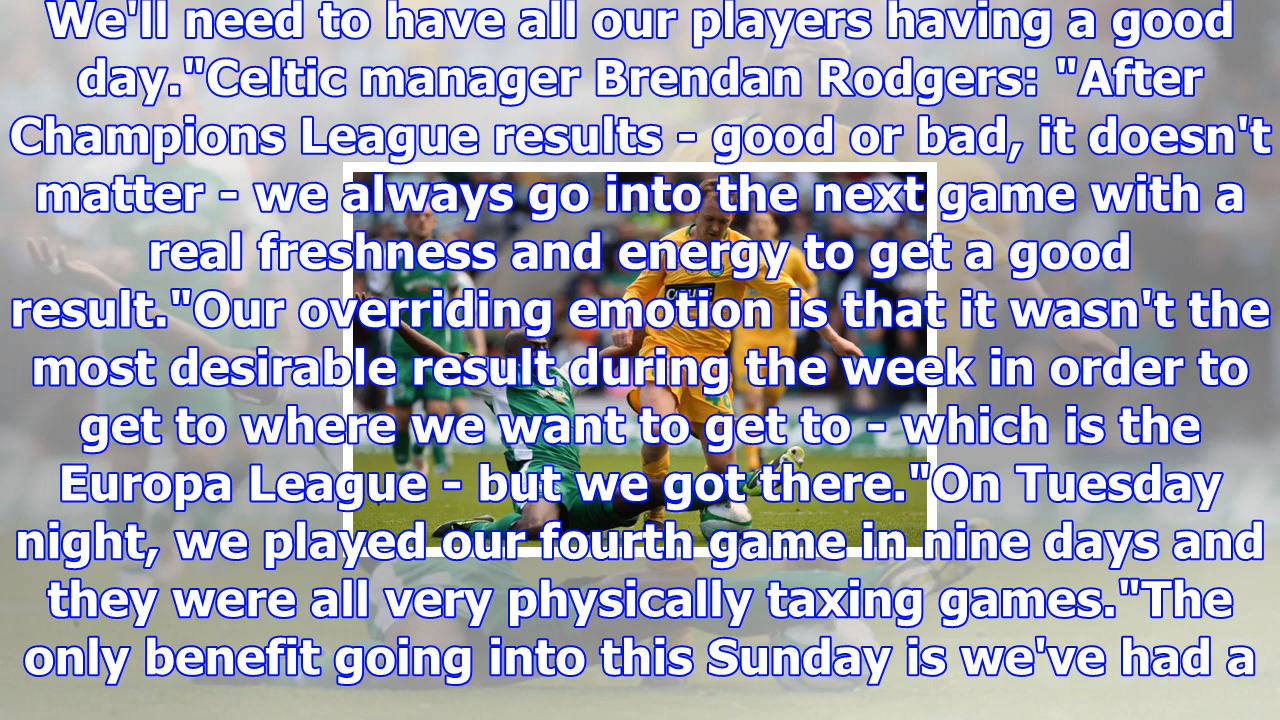 We'll need to have all our players having a good
day."Celtic manager Brendan Rodgers: "After
Champions League results - good or bad, it doesn't
matter - we always go into the next game with a
real freshness and energy to get a good
result."Our overriding emotion is that it wasn't the
most desirable result during the week in order to
get to where we want to get to - which is the
Europa League - but we got there."On Tuesday
night, we played our fourth game in nine days and
they were all very physically taxing games."The
only benefit going into this Sunday is we've had a